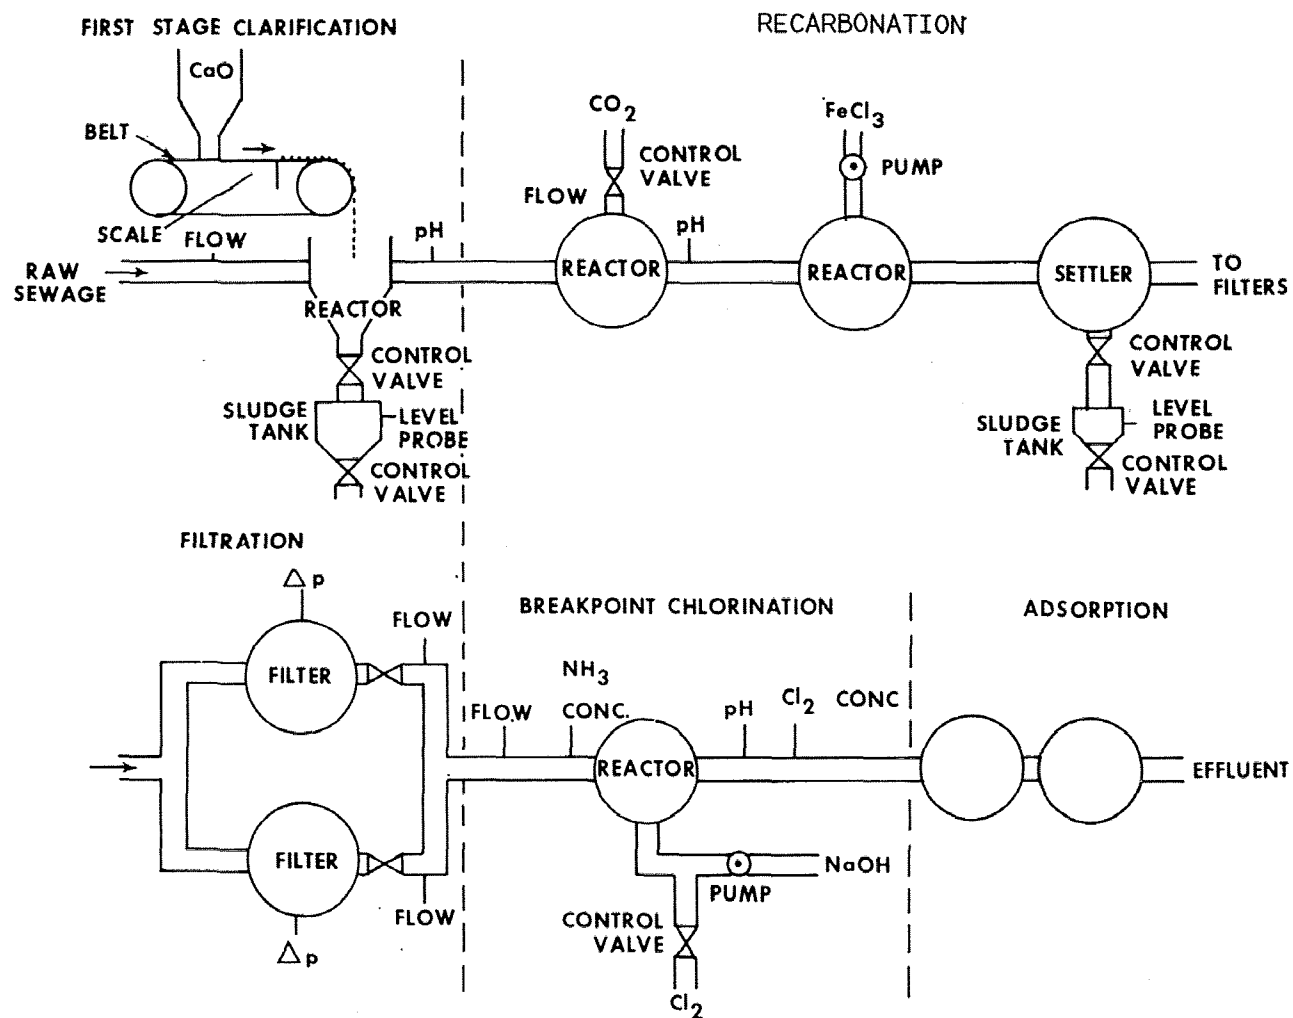 FIRST STAGE CLARIFICATION
CaO
BELT
SCALE
FLOW
RAW
SEWAGE
REACTOR
pH
CONTROL
VALVE
SLUDGE
TANK
LEVEL
PROBE
CONTROL
VALVE
RECARBONATION
CO2
CONTROL
VALVE
FLOW
REACTOR
pH
FeCl3
PUMP
REACTOR
SETTLER
TO
FILTERS
CONTROL
VALVE
SLUDGE
TANK
LEVEL
PROBE
CONTROL
VALVE
FILTRATION
Δp
FLOW
FILTER
FILTER
FLOW
Δp
BREAKPOINT CHLORINATION
NH3
CONC.
FLOW
REACTOR
pH
Cl2 CONC
NaOH
PUMP
CONTROL
VALVE
Cl2
ADSORPTION
EFFLUENT